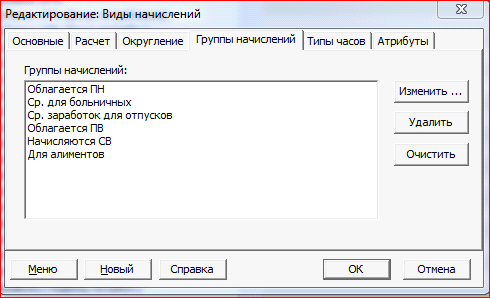 Редактирование: Виды начислений
Основные Расчет Округление Группы начислений Типы часов Атрибуты
Группы начислений:
Облагается ПН
Ср. для больничных
Ср. заработок для отпусков
Облагается ПВ
Начисляются СВ
Для алиментов
Изменить ...
Удалить
Очистить
Меню Новый Справка OK Отмена